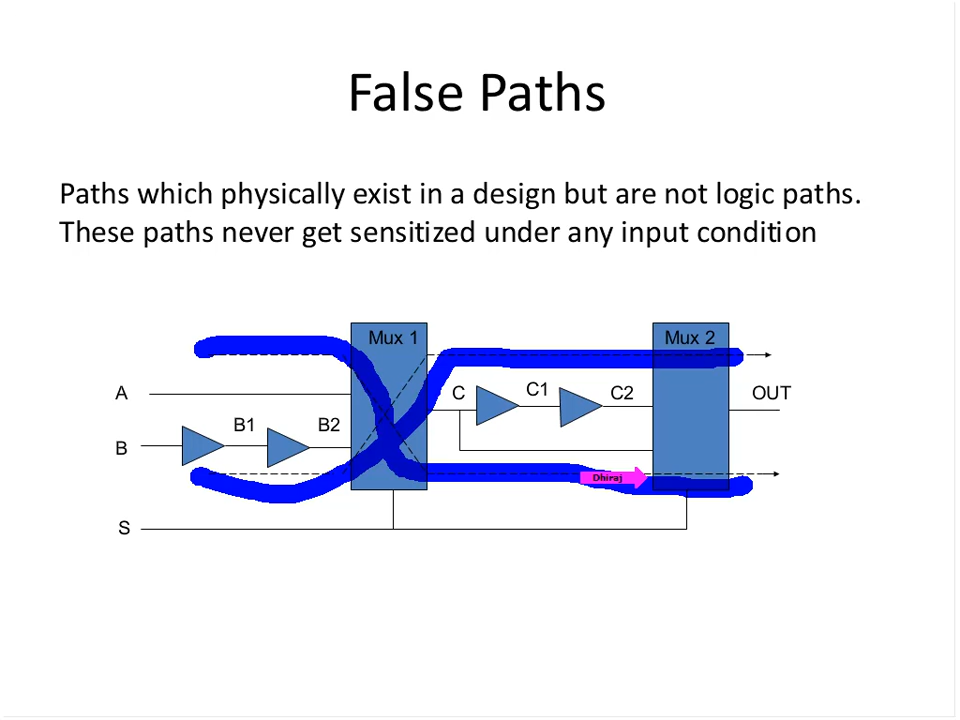 False Paths
Paths which physically exist in a design but are not logic paths.
These paths never get sensitized under any input condition
Mux 1
Mux 2
A
C
C1
C2
OUT
B1
B2
B
Dhiraj
S